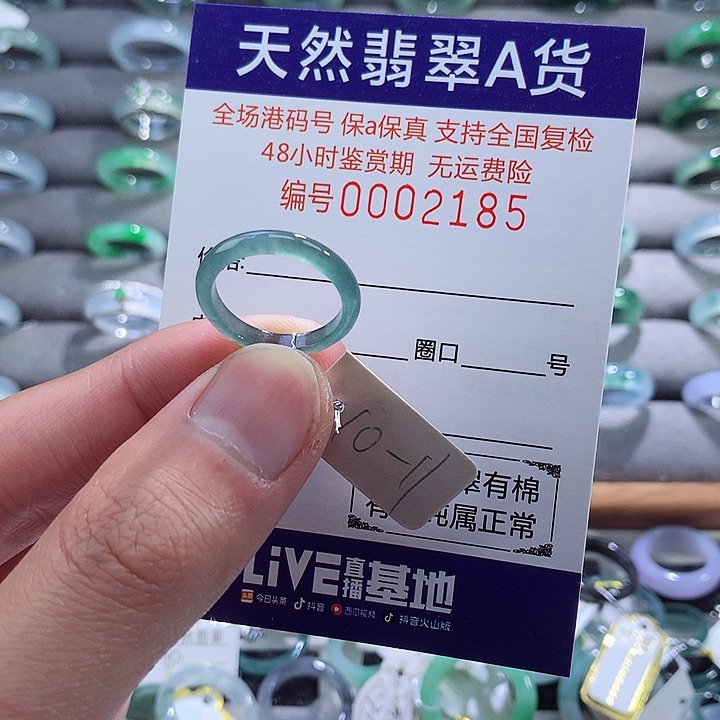 天然翡翠A货
全场港码号 保a保真 支持全国复检
48小时鉴赏期 无运费险
编号0002185
圈口 号
10-11
翠有棉
有 纯属正常
LIVE直播基地
头条 今日头条 抖音 西瓜视频 抖音火山版